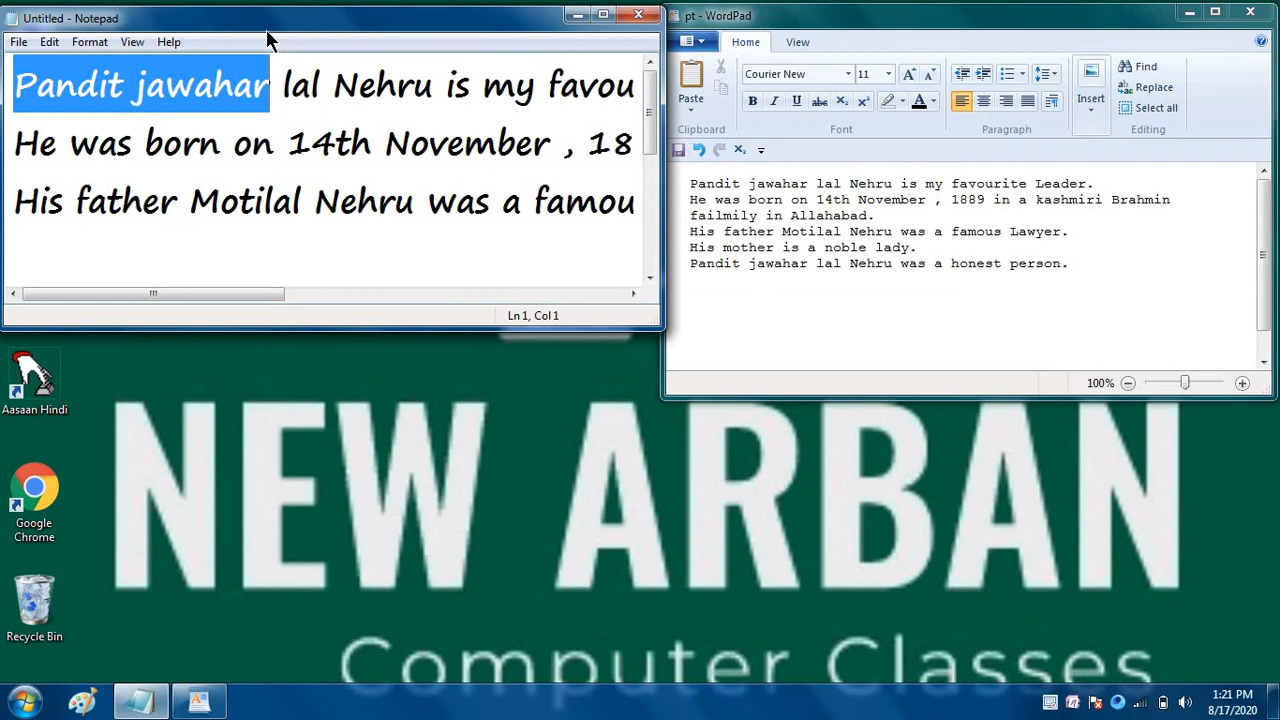 Untitled - Notepad
File Edit Format View Help
Pandit jawahar lal Nehru is my favou
He was born on 14th November , 18
His father Motilal Nehru was a famou
Ln 1, Col 1
pt - WordPad
Home View
Paste
Clipboard
Courier New 11
Font
Paragraph
Insert
Find
Replace
Select all
Editing
Pandit jawahar lal Nehru is my favourite Leader.
He was born on 14th November , 1889 in a kashmiri Brahmin
failmily in Allahabad.
His father Motilal Nehru was a famous Lawyer.
His mother is a noble lady.
Pandit jawahar lal Nehru was a honest person.
100%
Aasaan Hindi
Google
Chrome
Recycle Bin
NEW ARBAN
Computer Classes
1:21 PM
8/17/2020